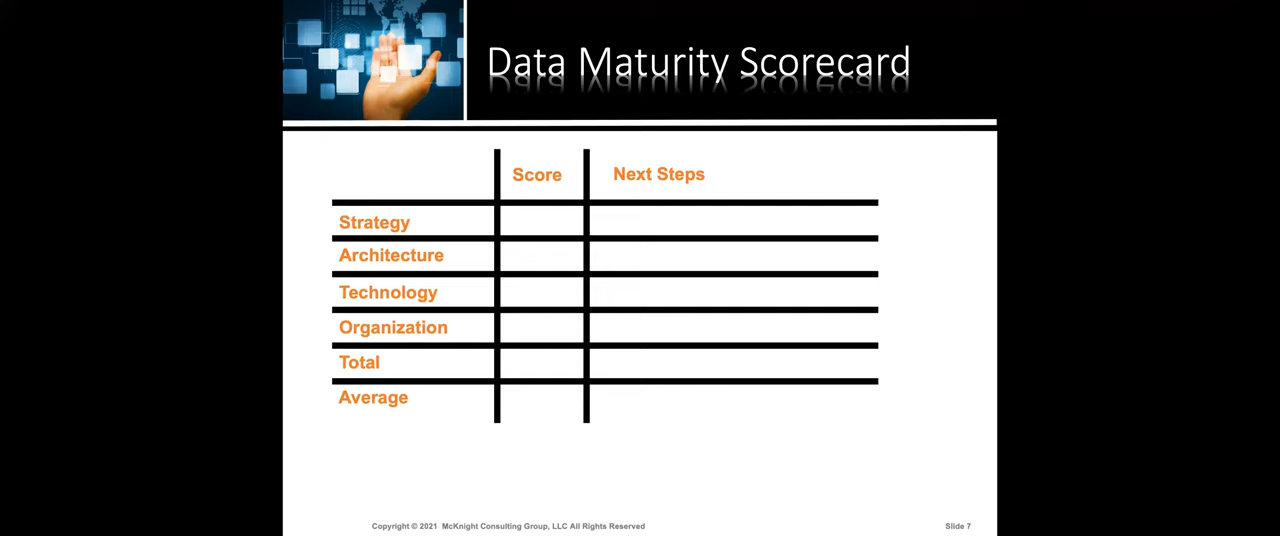 Data Maturity Scorecard
Score Next Steps
Strategy
Architecture
Technology
Organization
Total
Average
Copyright © 2021 McKnight Consulting Group, LLC All Rights Reserved Slide 7